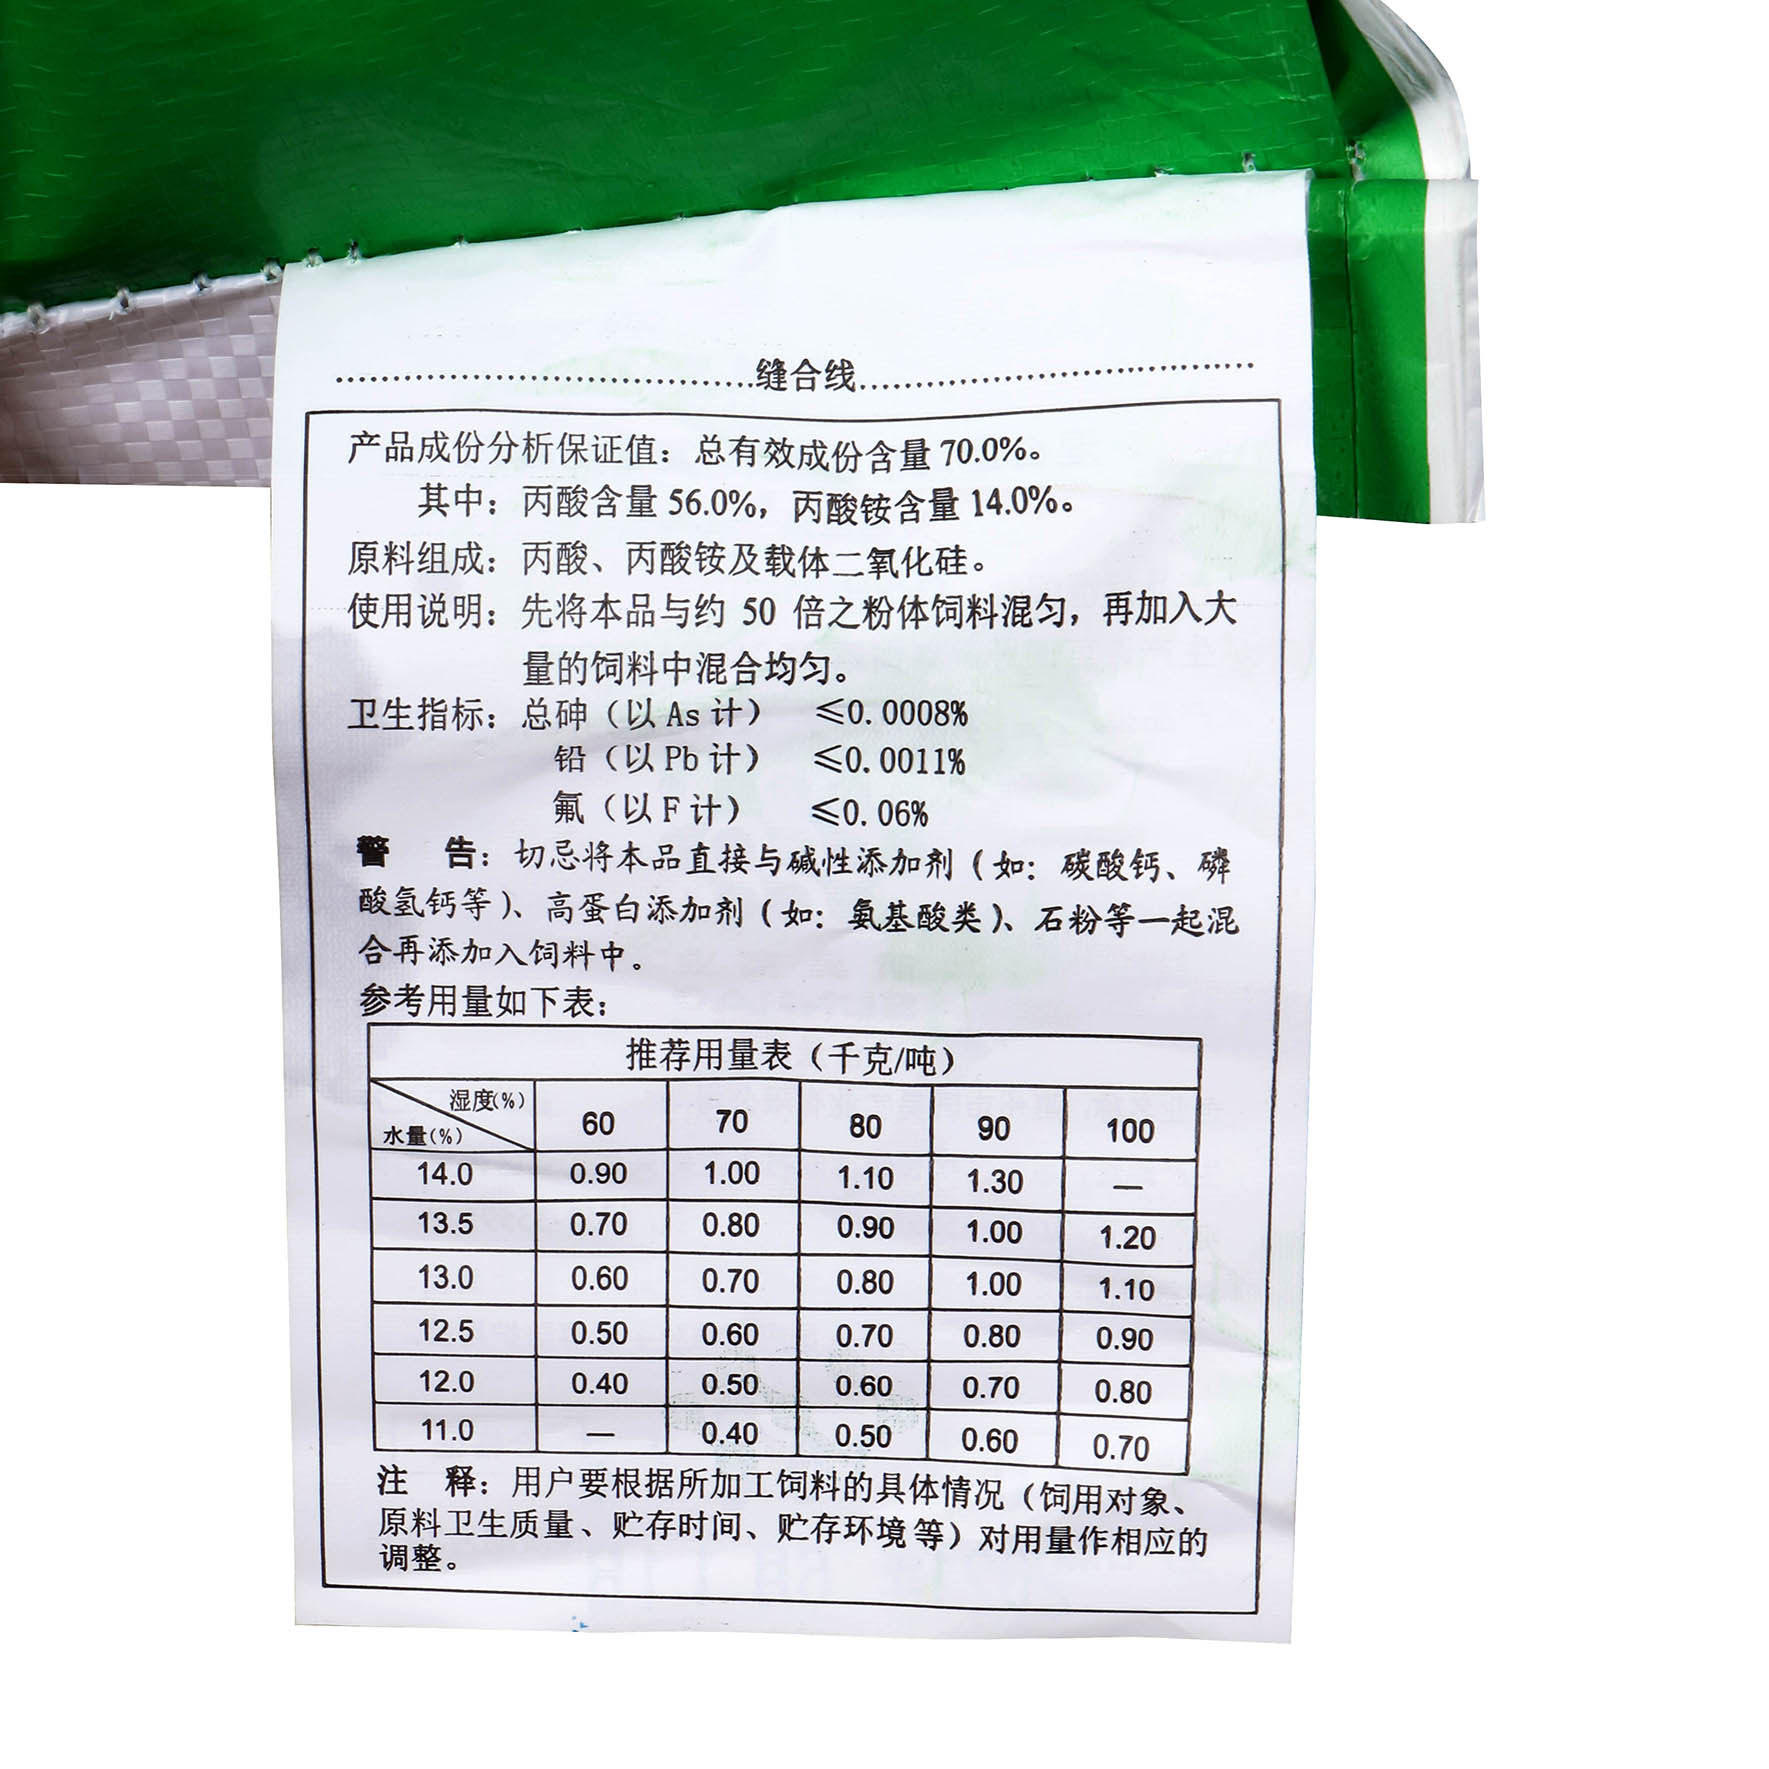 缝合线
产品成份分析保证值：总有效成份含量70.0%。
其中：丙酸含量56.0%，丙酸铵含量14.0%。
原料组成：丙酸、丙酸铵及载体二氧化硅。
使用说明：先将本品与约 50 倍之粉体饲料混匀，再加入大
量的饲料中混合均匀。
卫生指标：总砷（以As计） ≤0.0008%
铅（以Pb计） ≤0.0011%
氟（以F计） ≤0.06%
警 告：切忌将本品直接与碱性添加剂（如：碳酸钙、磷
酸氢钙等）、高蛋白添加剂（如：氨基酸类）、石粉等一起混
合再添加入饲料中。
参考用量如下表：
推荐用量表（千克/吨）
湿度(%) 水量(%) 60 70 80 90 100
14.0 0.90 1.00 1.10 1.30 —
13.5 0.70 0.80 0.90 1.00 1.20
13.0 0.60 0.70 0.80 1.00 1.10
12.5 0.50 0.60 0.70 0.80 0.90
12.0 0.40 0.50 0.60 0.70 0.80
11.0 — 0.40 0.50 0.60 0.70
注 释：用户要根据所加工饲料的具体情况（饲用对象、
原料卫生质量、贮存时间、贮存环境等）对用量作相应的
调整。